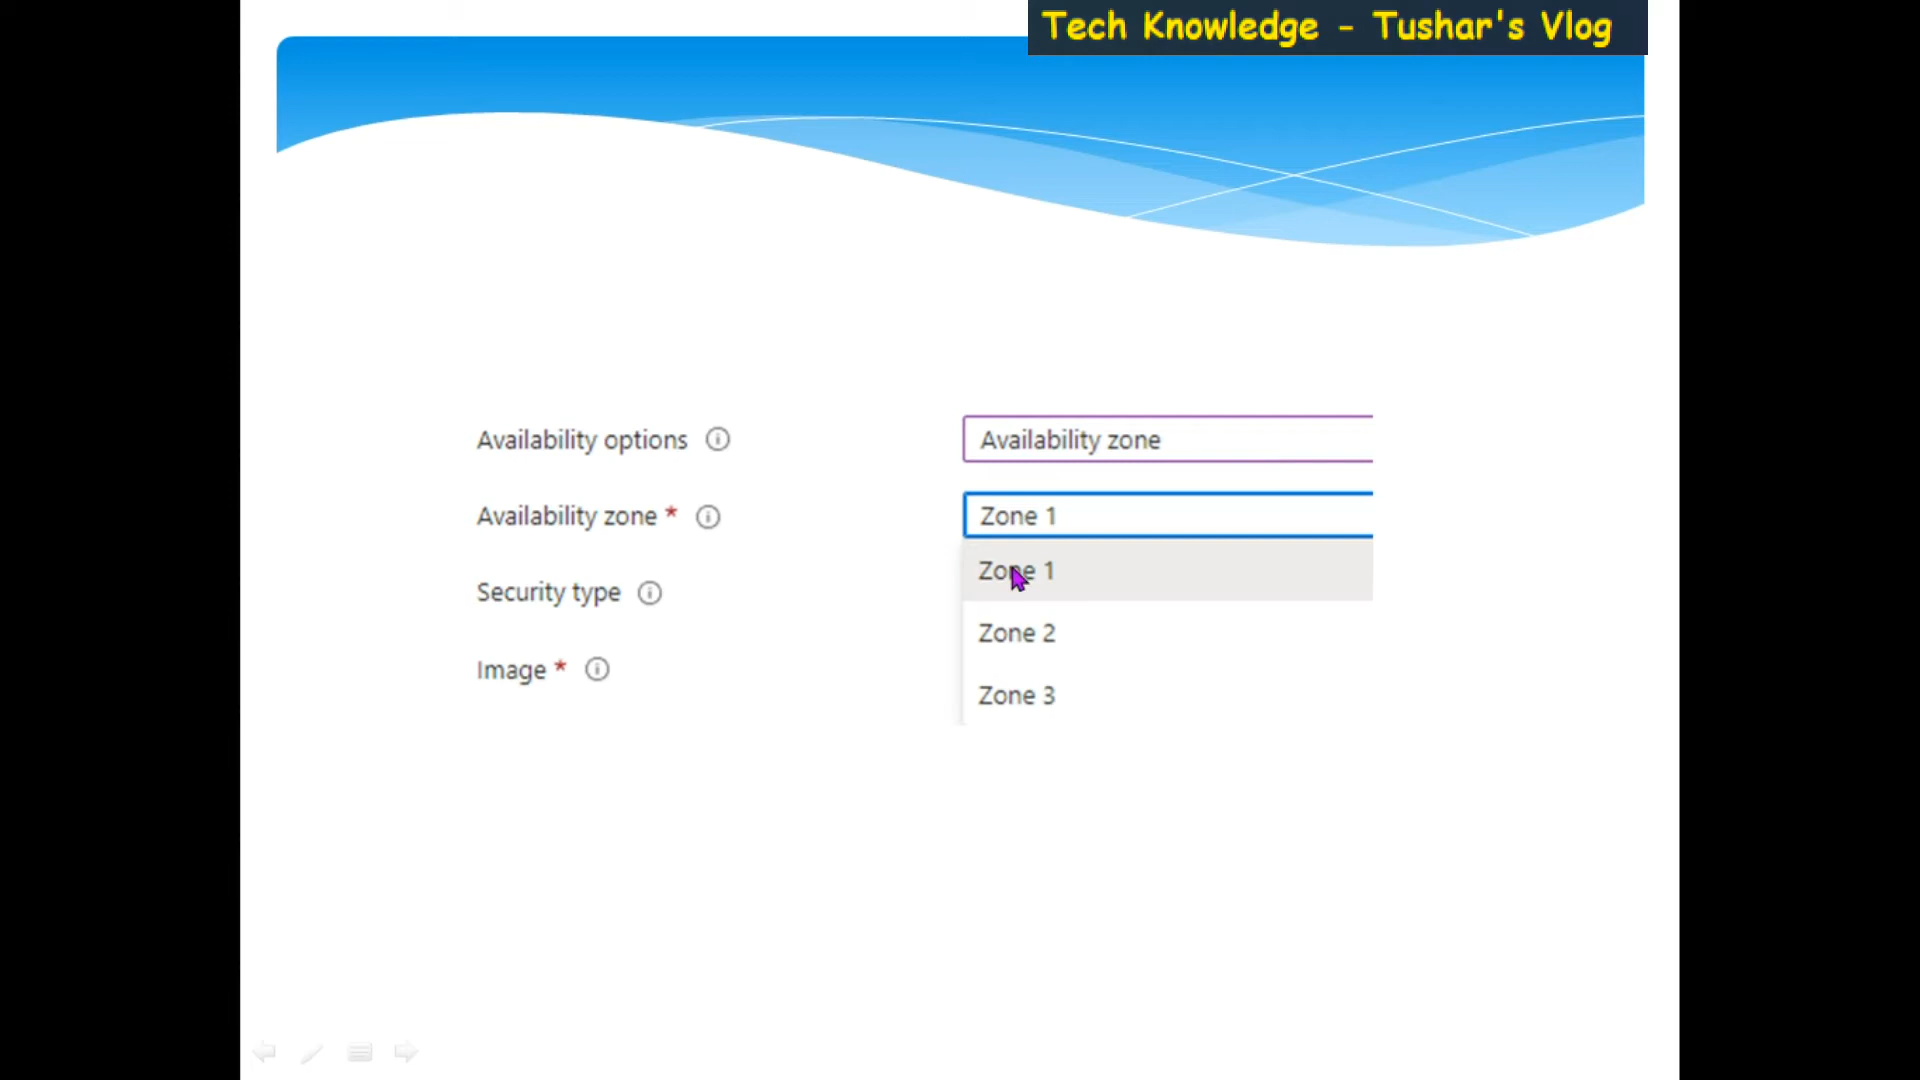 Tech Knowledge - Tushar's Vlog
Availability options
Availability zone
Availability zone *
Zone 1
Zone 1
Security type
Zone 2
Image *
Zone 3